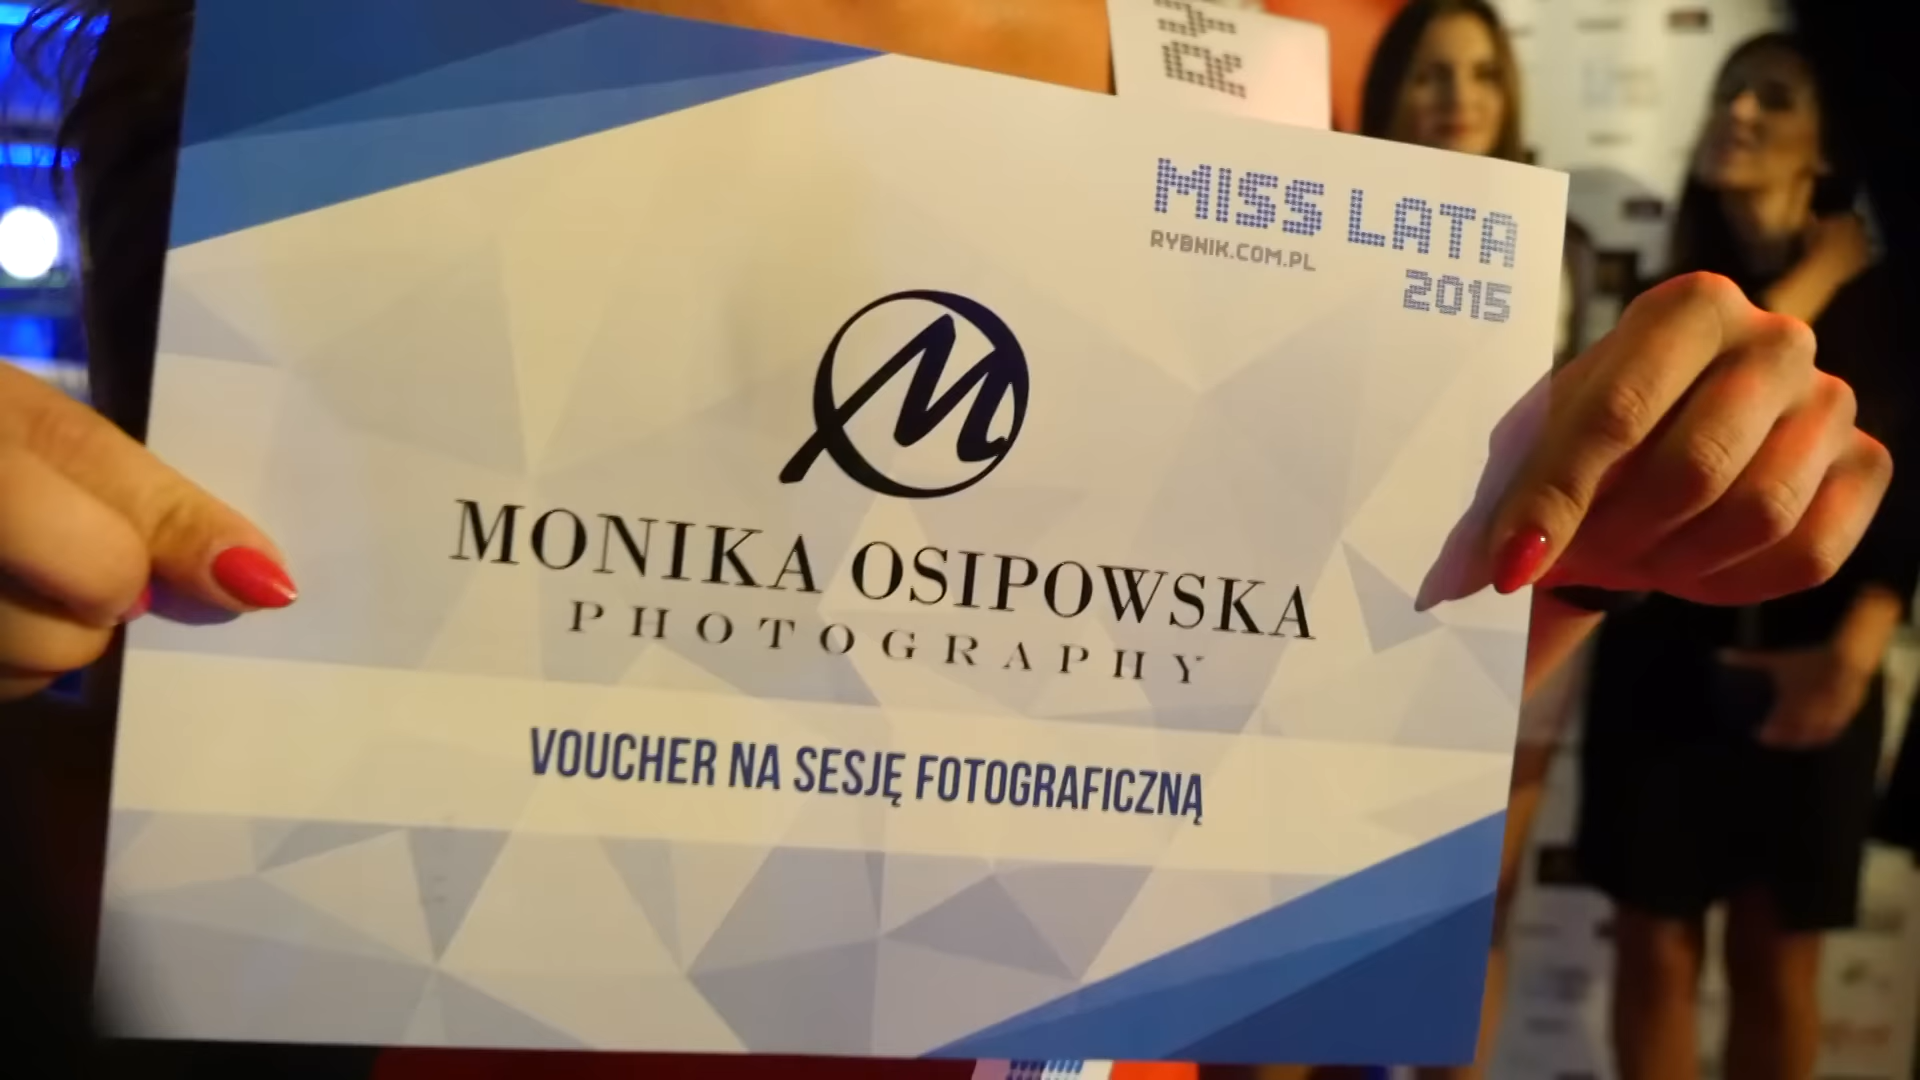 MISS LATA
RYBNIK.COM.PL
2015
M
MONIKA OSIPOWSKA
PHOTOGRAPHY
VOUCHER NA SESJĘ FOTOGRAFICZNĄ